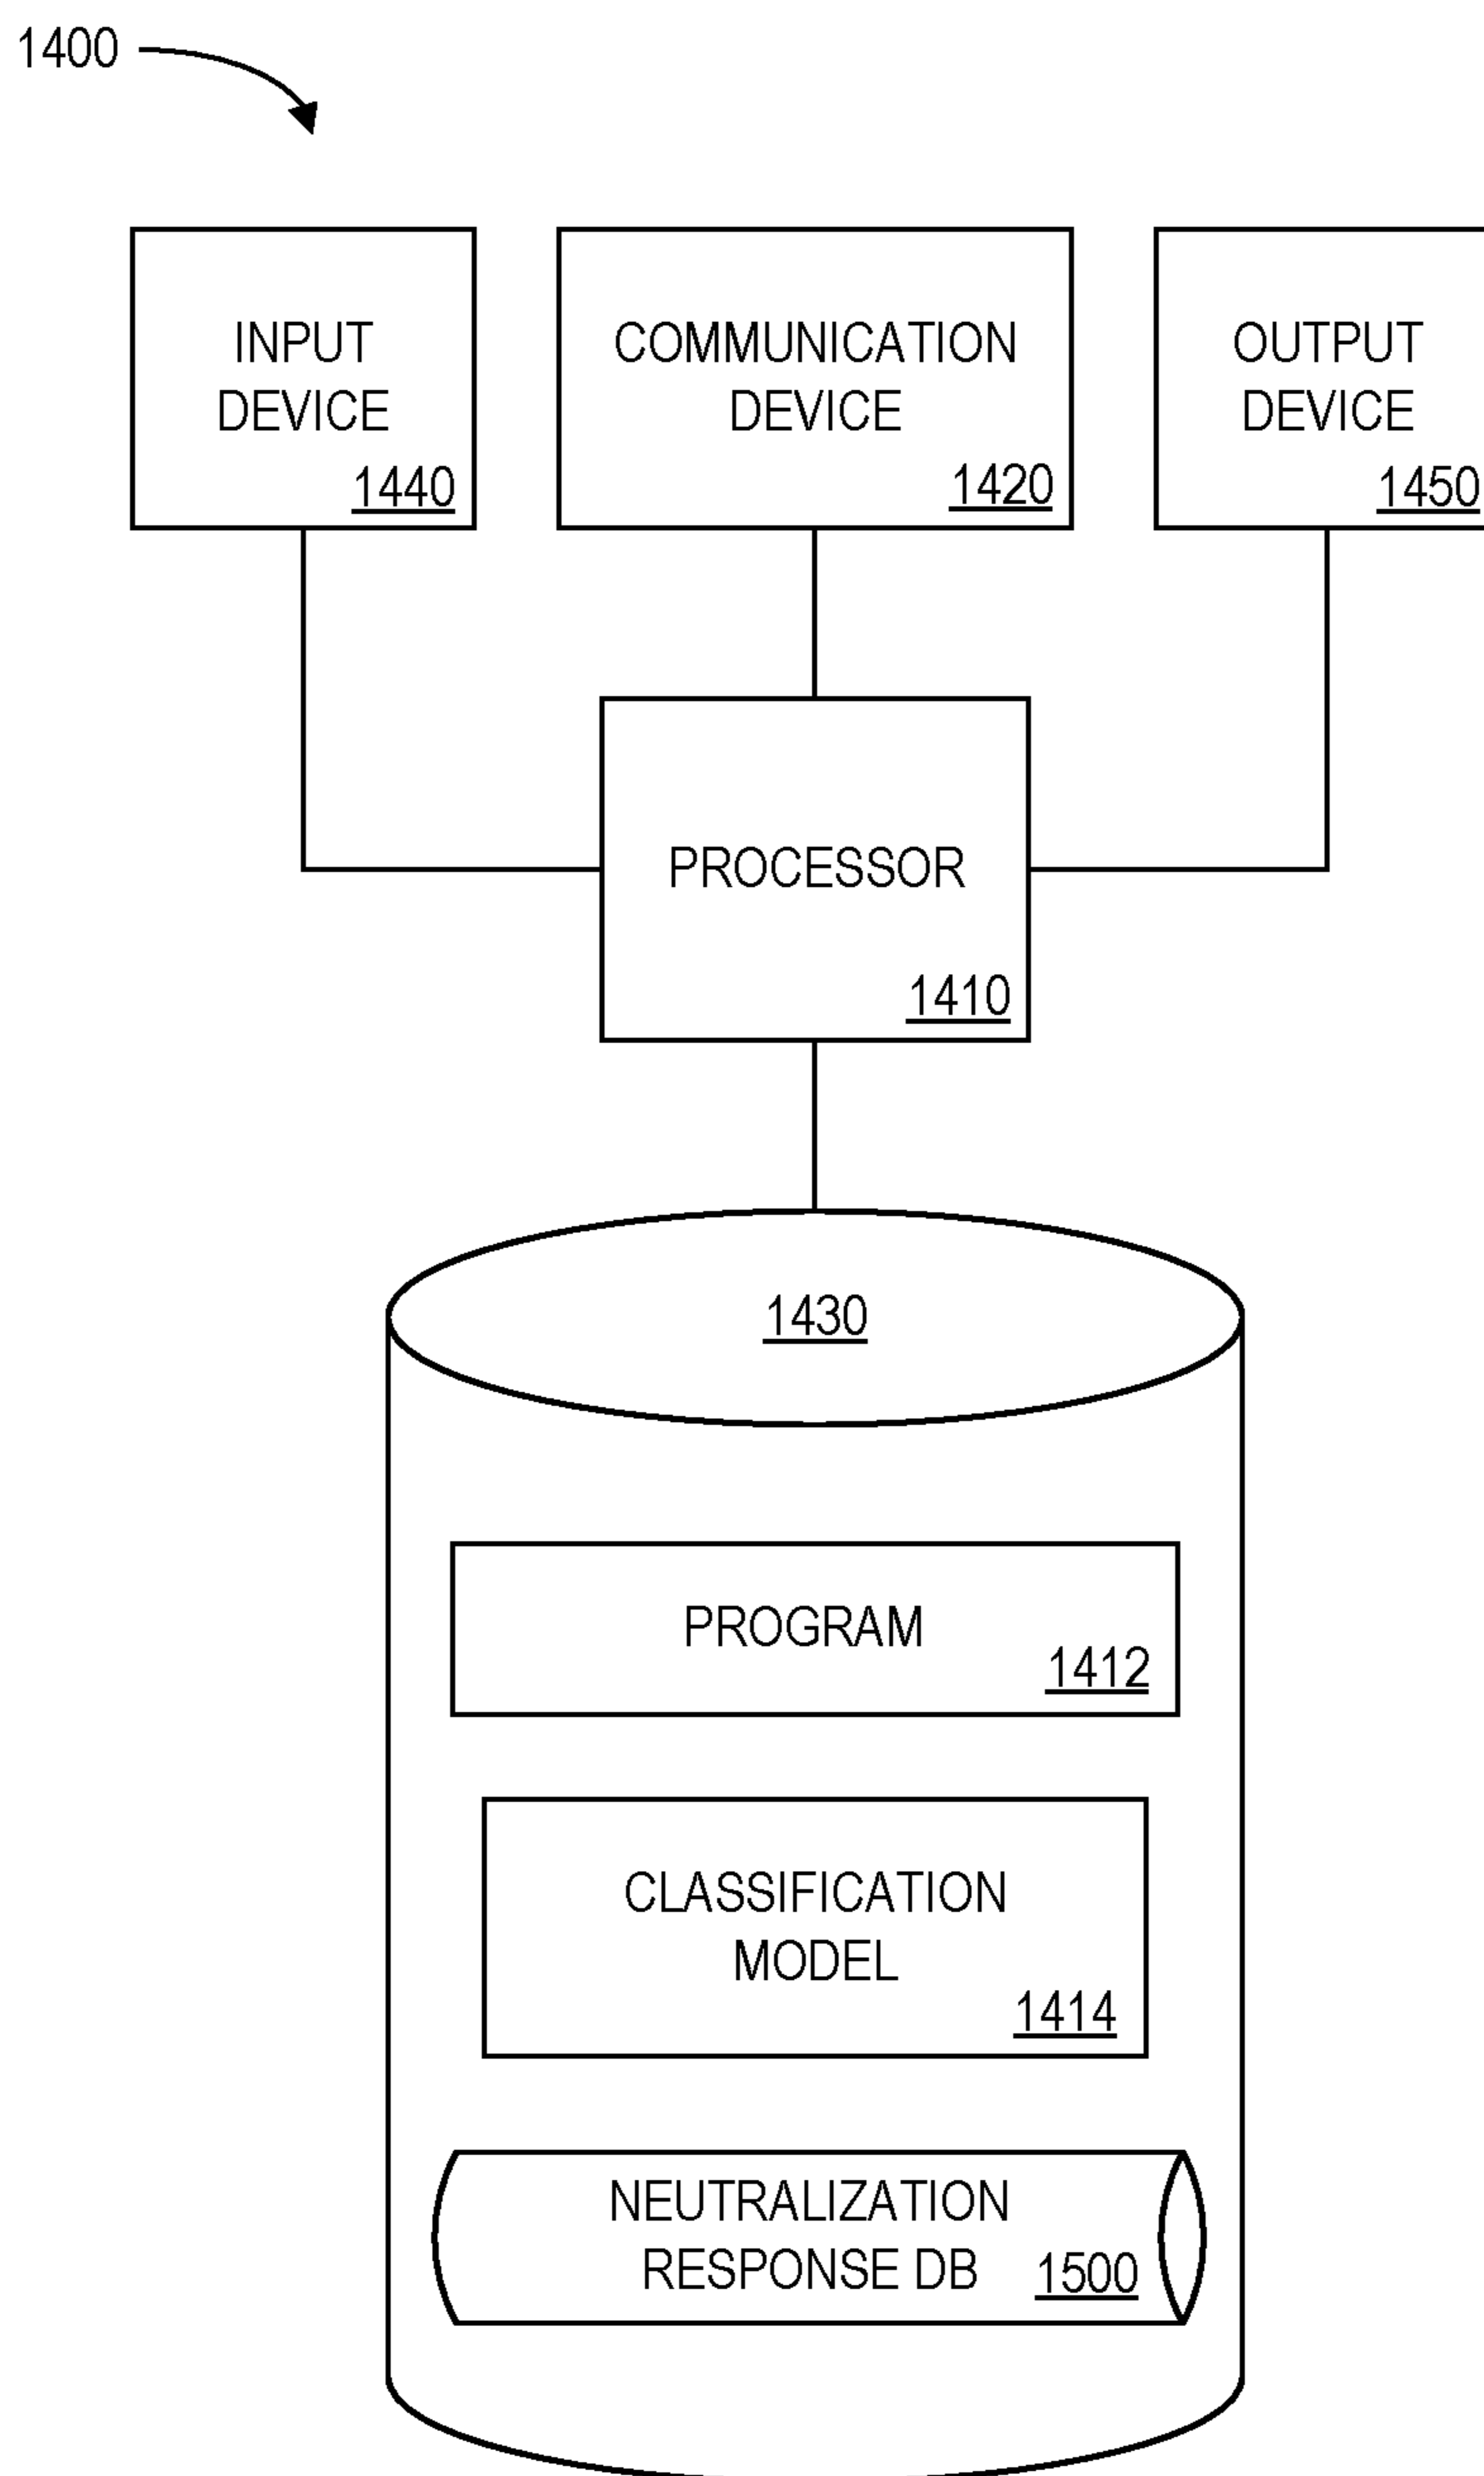 1400
INPUT
DEVICE
1440
COMMUNICATION
DEVICE
1420
OUTPUT
DEVICE
1450
PROCESSOR
1410
1430
PROGRAM
1412
CLASSIFICATION
MODEL
1414
NEUTRALIZATION
RESPONSE DB
1500